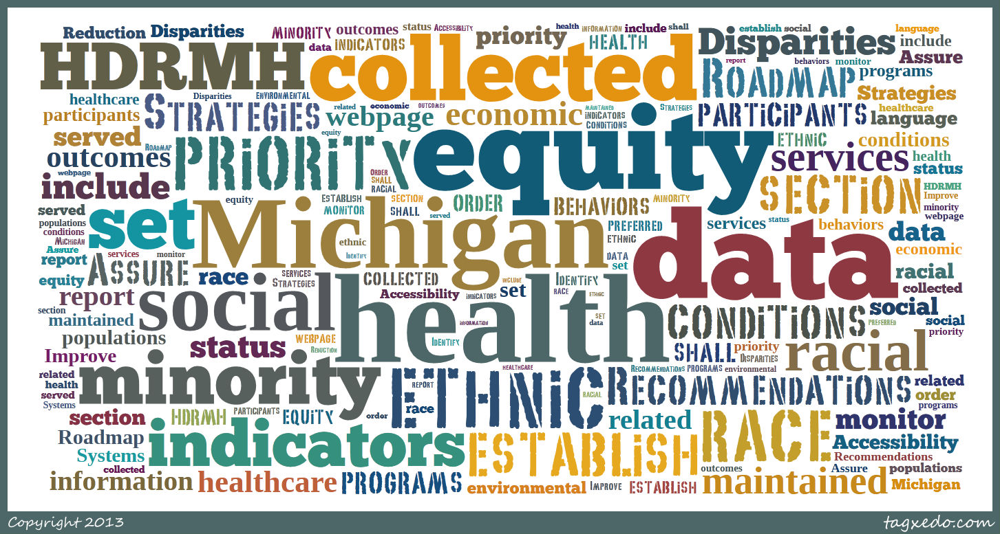 Reduction Disparities MiNORiTY outcomes status ACCESSiBiLiTY priority health iNFORMATiON include shall Disparities establish social language
HDRMH data iNDiCATORS collected HEALTH include Assure
report behaviors monitor programs
ROADMAP Strategies
healthcare Disparities ENViRONMENTAL STRATEGiES related economic OUTCOMES webpage economic MAiNTAiNED iNDiCATORS CONDiTiONS STRATEGiES PARTiCiPANTS healthcare language
participants
served ROADMAP PRiORiTY equity equity ETHNiC conditions
outcomes services health status
webpage ORDER SHALL RACiAL
include SECTiON HDRMH Improve
served set equity ESTABLiSH MONiTOR SECTiON SHALL served ORDER BEHAViORS MiNORiTY minority webpage
populations conditions MiCHiGAN Michigan ethnic iDENTiFY PREFERRED ETHNiC data services status behaviors data economic
Assure report services monitor DATA set racial
equity ASSURE race SERViCES STRATEGiES COLLECTED iNCLUDE set iDENTiFY RACE ETHNiC collected
report social Accessibility iNDiCATORS health CONDiTiONS social
section maintained iNFORMATiON SET data PREFERRED social priority
populations status WEBPAGE REDUCTiON iDENTiFY SHALL priority DiSPARiTiES racial
Improve minority HEALTHCARE RECOMMENDATiONS PROGRAMS environmental
related health ETHNiC REPORT RACiAL RECOMMENDATiONS related
served Systems order programs
section HDRMH PARTiCiPANTS EQUiTY order race related RACE monitor
Roadmap indicators ESTABLiSH Accessibility
Systems Recommendations
collected outcomes Assure populations
information healthcare PROGRAMS environmental iMPROVE ESTABLiSH maintained Michigan
Copyright 2013 tagxedo.com